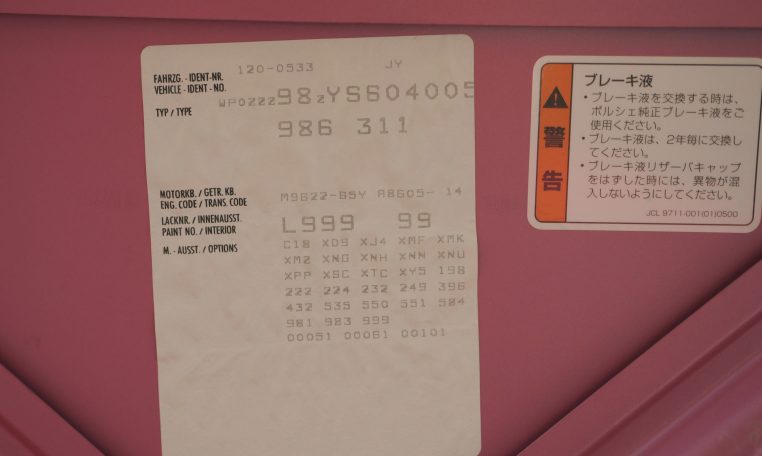 120-0533 JY
FAHRZG. - IDENT-NR.
VEHICLE - IDENT - NO.
WP0ZZZ98ZYS604005
TYP / TYPE
986 311
MOTORKB. / GETR. KB.
ENG. CODE / TRANS. CODE
M9622-65Y A8605- 14
LACKNR. / INNENAUSST.
PAINT NO. / INTERIOR
L999 99
M. - AUSST. / OPTIONS
C18 XD9 XJ4 XMF XMK
XMZ XNG XNH XNN XNU
XPP XSC XTC XY5 198
222 224 232 249 396
432 535 550 551 584
981 983 999
00051 00061 00101
警告
ブレーキ液
・ブレーキ液を交換する時は、
ポルシェ純正ブレーキ液をご
使用ください。
・ブレーキ液は、2年毎に交換し
てください。
・ブレーキ液リザーバキャップ
をはずした時には、異物が混
入しないようにしてください。
JCL 9711-001(01)0500